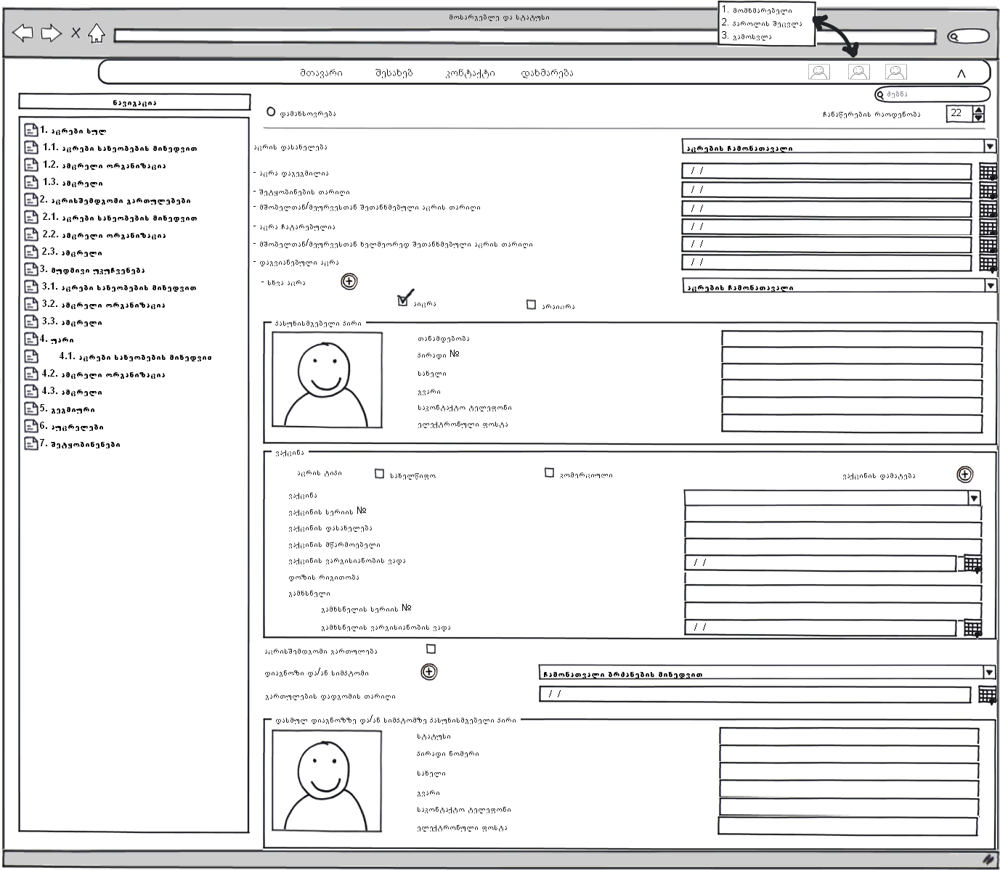 მოსარგებლე და სტატუსი
1. მომხმარებელი
2. პაროლის შეცვლა
3. გამოსვლა
მთავარი შესახებ კონტაქტი დახმარება
ძებნა
ნავიგაცია
დამახსოვრება
ჩანაწერების რაოდენობა 22
1. აცრები სულ
1.1. აცრები სახეობების მიხედვით
1.2. ამცრელი ორგანიზაცია
1.3. ამცრელი
2. აცრისშემდგომი გართულებები
2.1. აცრები სახეობების მიხედვით
2.2. ამცრელი ორგანიზაცია
2.3. ამცრელი
3. მუდმივი უკუჩვენება
3.1. აცრები სახეობების მიხედვით
3.2. ამცრელი ორგანიზაცია
3.3. ამცრელი
4. უარი
4.1. აცრები სახეობების მიხედვით
4.2. ამცრელი ორგანიზაცია
4.3. ამცრელი
5. გეგმიური
6. აუცრელები
7. შეტყობინენები
აცრის დასახელება აცრების ჩამონათავალი
- აცრა დაგეგმილია / /
- შეტყობინების თარიღი / /
- მშობელთან/მეურვესთან შეთანხმებული აცრის თარიღი / /
- აცრა ჩატარებულია / /
- მშობელთან/მეურვესთან ხელმეორედ შეთანხმებული აცრის თარიღი / /
- დაგვიანებული აცრა / /
- სხვა აცრა აცრების ჩამონათავალი
აიცრა არაიცრა
პასუხისმგებელი პირი
თანამდებობა
პირადი №
სახელი
გვარი
საკონტაქტო ტელეფონი
ელექტრონული ფოსტა
ვაქცინა
აცრის ტიპი სახელწიფო კომერციული ვაქცინის დამატება
ვაქცინა
ვაქცინის სერიის №
ვაქცინის დასახელება
ვაქცინის მწარმოებელი
ვაქცინის ვარგისიანობის ვადა / /
დოზის რიგითობა
გამხსნელი
გამხსნელის სერიის №
გამხსნელის ვარგისიანობის ვადა / /
აცრისშემდგომი გართულება
დიაგნოზი და/ან სიმპტომი ჩამონათვალი ბრძანების მიხედვით
გართულების დადგომის თარიღი / /
დასმულ დიაგნოზზე და/ან სიმპტომზე პასუხისმგებელი პირი
სტატუსი
პირადი ნომერი
სახელი
გვარი
საკონტაქტო ტელეფონი
ელექტრონული ფოსტა